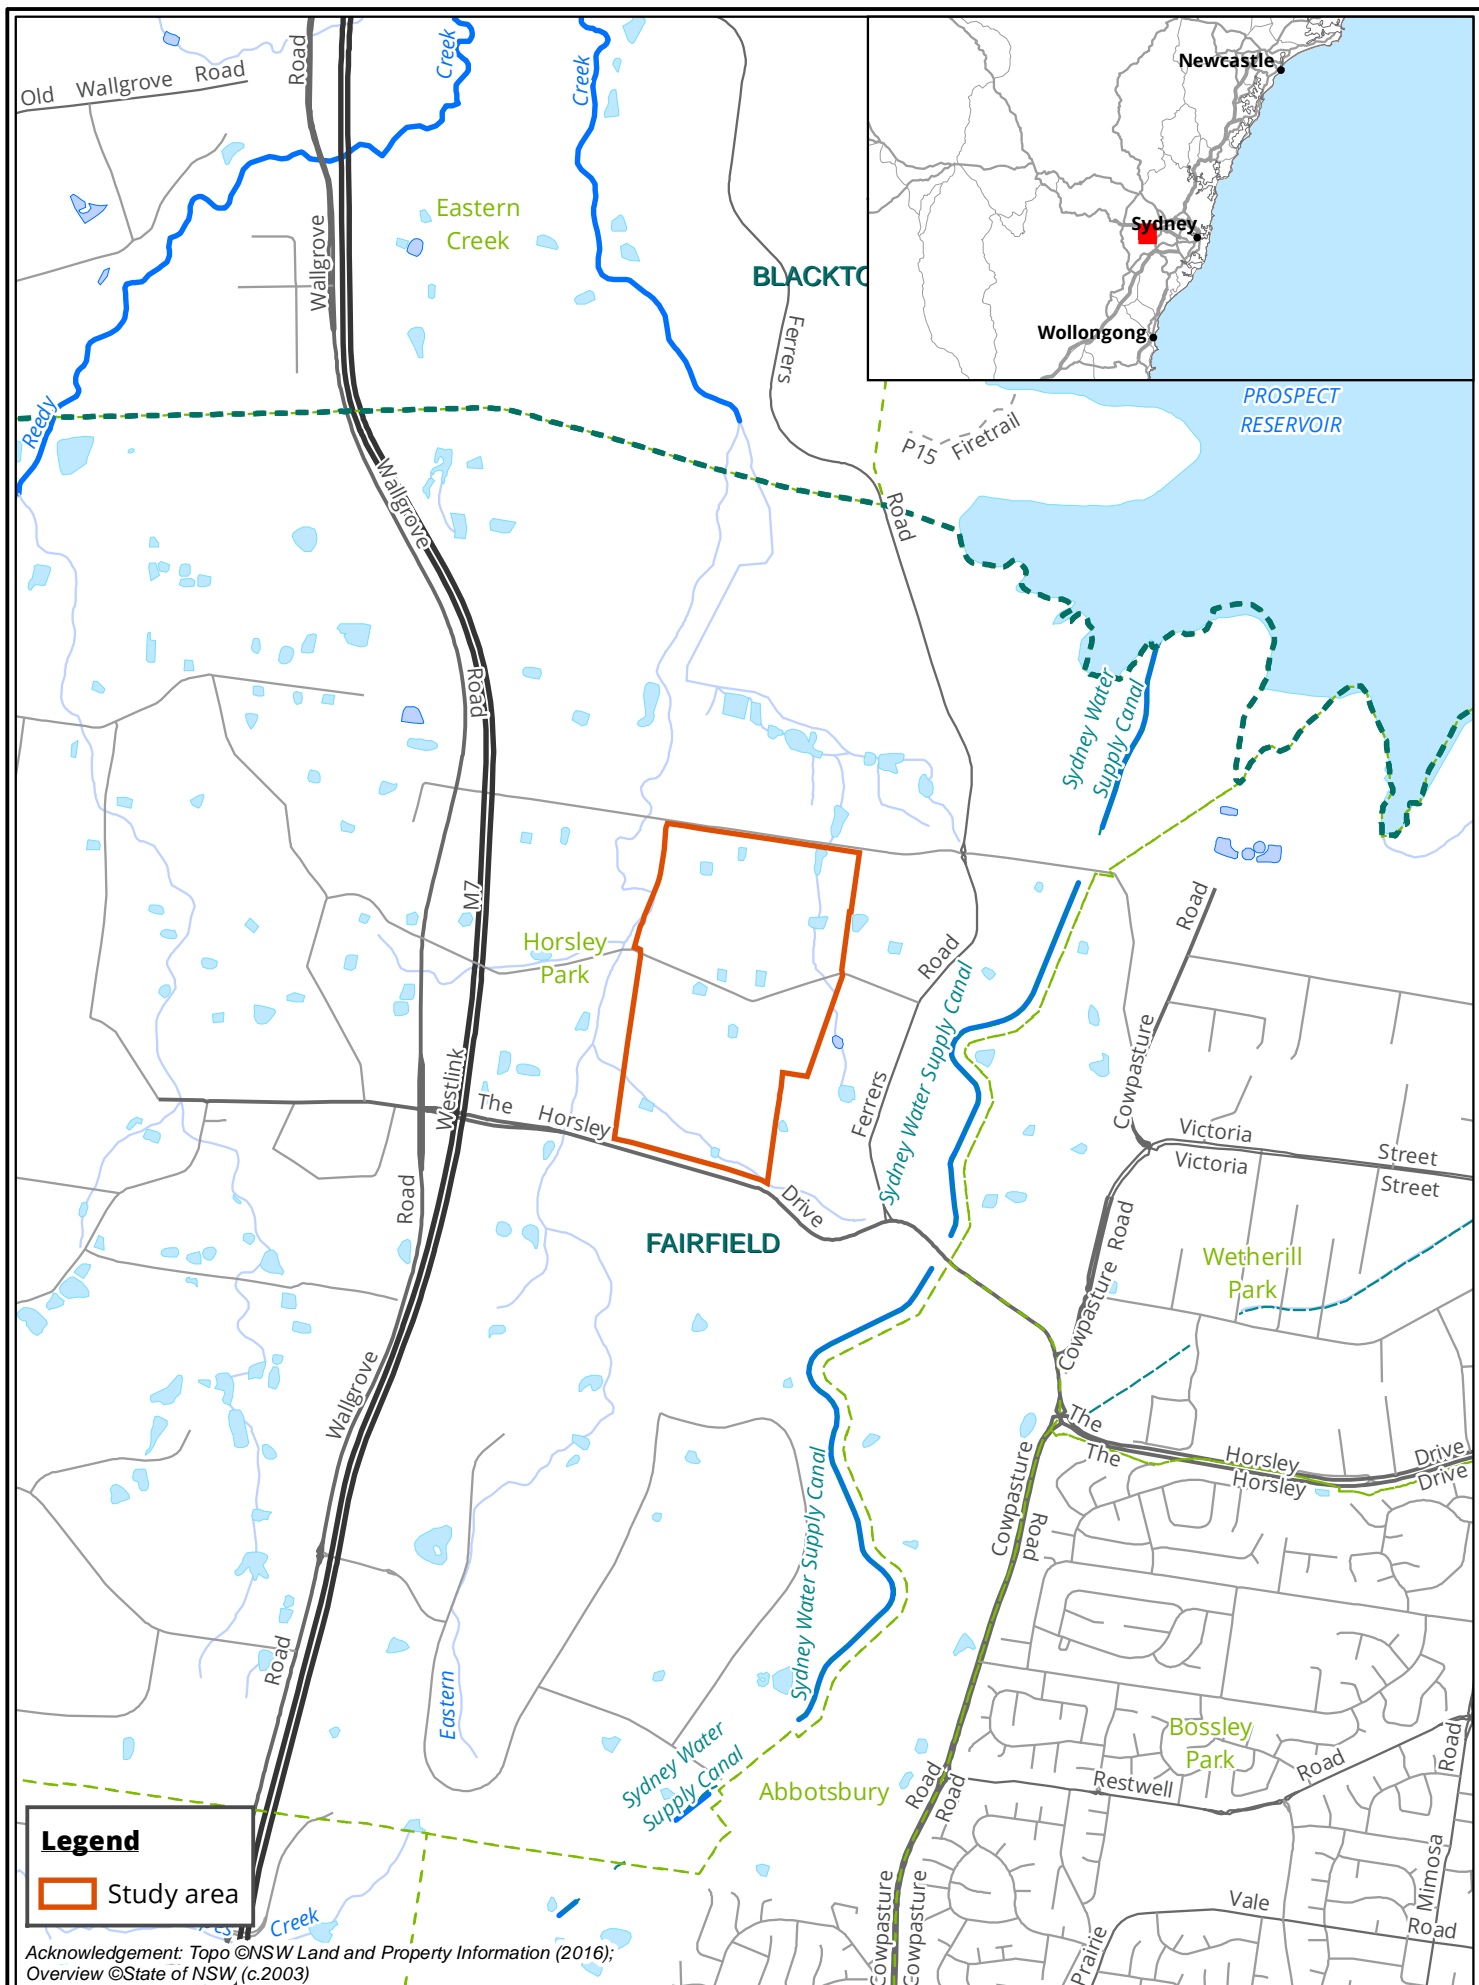 Old Wallgrove Road
Road
Creek
Creek
Newcastle
Sydney
Wollongong
Eastern
Creek
Wallgrove
BLACKTO
Ferrers
PROSPECT
RESERVOIR
P15 Firetrail
Reedy
Wallgrove
Road
Road
Sydney Water
Supply Canal
M7
Horsley
Park
Road
Road
Sydney Water Supply Canal
Cowpasture
Westlink
The Horsley
Ferrers
Victoria
Victoria
Street
Street
Road
Drive
FAIRFIELD
Road
Wetherill
Park
Cowpasture
Wallgrove
The
The
Horsley
Horsley
Drive
Drive
Cowpasture
Road
Sydney Water Supply Canal
Road
Eastern
Sydney Water
Supply Canal
Abbotsbury
Bossley
Park
Road
Road
Restwell
Road
Road
Legend
Study area
Creek
Cowpasture
Cowpasture
Vale
Road
Mimosa
Prairie
Acknowledgement: Topo ©NSW Land and Property Information (2016);
Overview ©State of NSW (c.2003)